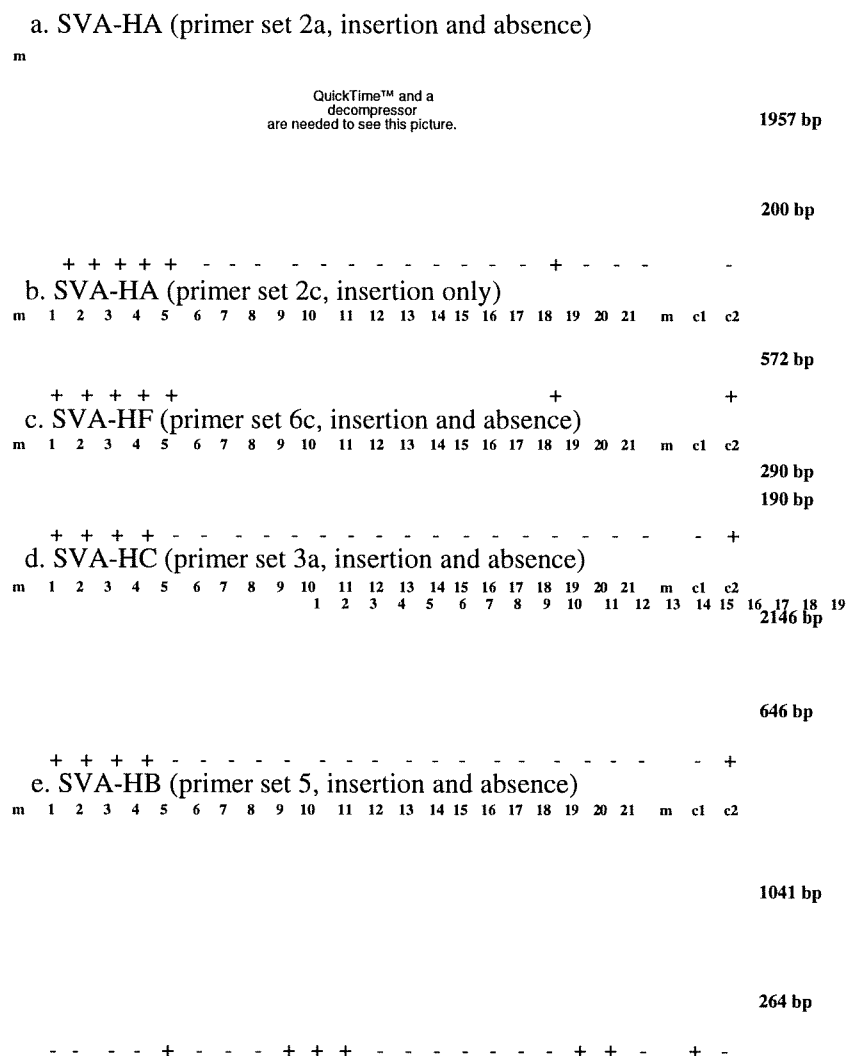 a. SVA-HA (primer set 2a, insertion and absence)
m
QuickTime™ and a
decompressor
are needed to see this picture.
1957 bp
200 bp
+ + + + + - - - - - - - - - - - - + - - - -
b. SVA-HA (primer set 2c, insertion only)
m 1 2 3 4 5 6 7 8 9 10 11 12 13 14 15 16 17 18 19 20 21 m c1 c2
572 bp
+ + + + + + +
c. SVA-HF (primer set 6c, insertion and absence)
m 1 2 3 4 5 6 7 8 9 10 11 12 13 14 15 16 17 18 19 20 21 m c1 c2
290 bp
190 bp
+ + + + - - - - - - - - - - - - - - - - - - +
d. SVA-HC (primer set 3a, insertion and absence)
m 1 2 3 4 5 6 7 8 9 10 11 12 13 14 15 16 17 18 19 20 21 m c1 c2
1 2 3 4 5 6 7 8 9 10 11 12 13 14 15 16 17 18 19
2146 bp
646 bp
+ + + + - - - - - - - - - - - - - - - - - - +
e. SVA-HB (primer set 5, insertion and absence)
m 1 2 3 4 5 6 7 8 9 10 11 12 13 14 15 16 17 18 19 20 21 m c1 c2
1041 bp
264 bp
- - - - + - - - + + + - - - - - - - + + - + -